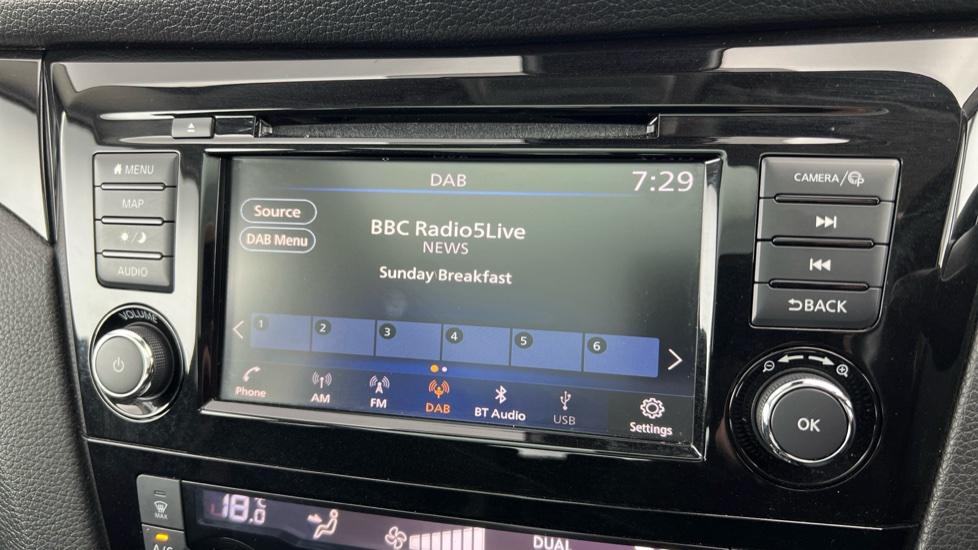 MENU
MAP
AUDIO
VOLUME
DAB 7:29
Source
DAB Menu
BBC Radio5Live
NEWS
Sunday Breakfast
1 2 3 4 5 6
Phone AM FM DAB BT Audio USB Settings
CAMERA/
BACK
OK
MAX
A/C
18.0 °C
DUAL